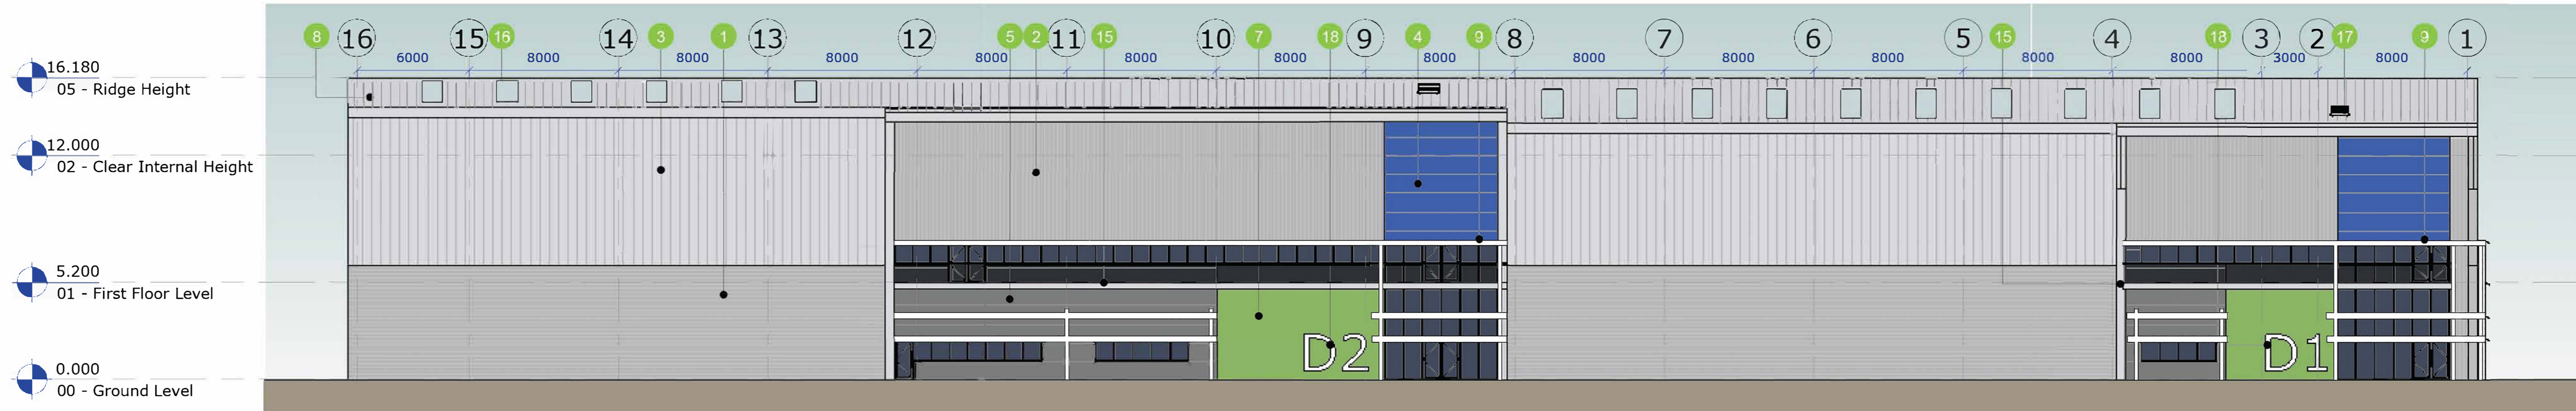 8 16 15 16 14 3 1 13 12 5 2 11 15 10 7 18 9 4 9 8 7 6 5 15 4 18 3 2 17 9 1
6000 8000 8000 8000 8000 8000 8000 8000 8000 8000 8000 8000 8000 3000 8000
16.180
05 - Ridge Height
12.000
02 - Clear Internal Height
5.200
01 - First Floor Level
D2 D1
0.000
00 - Ground Level